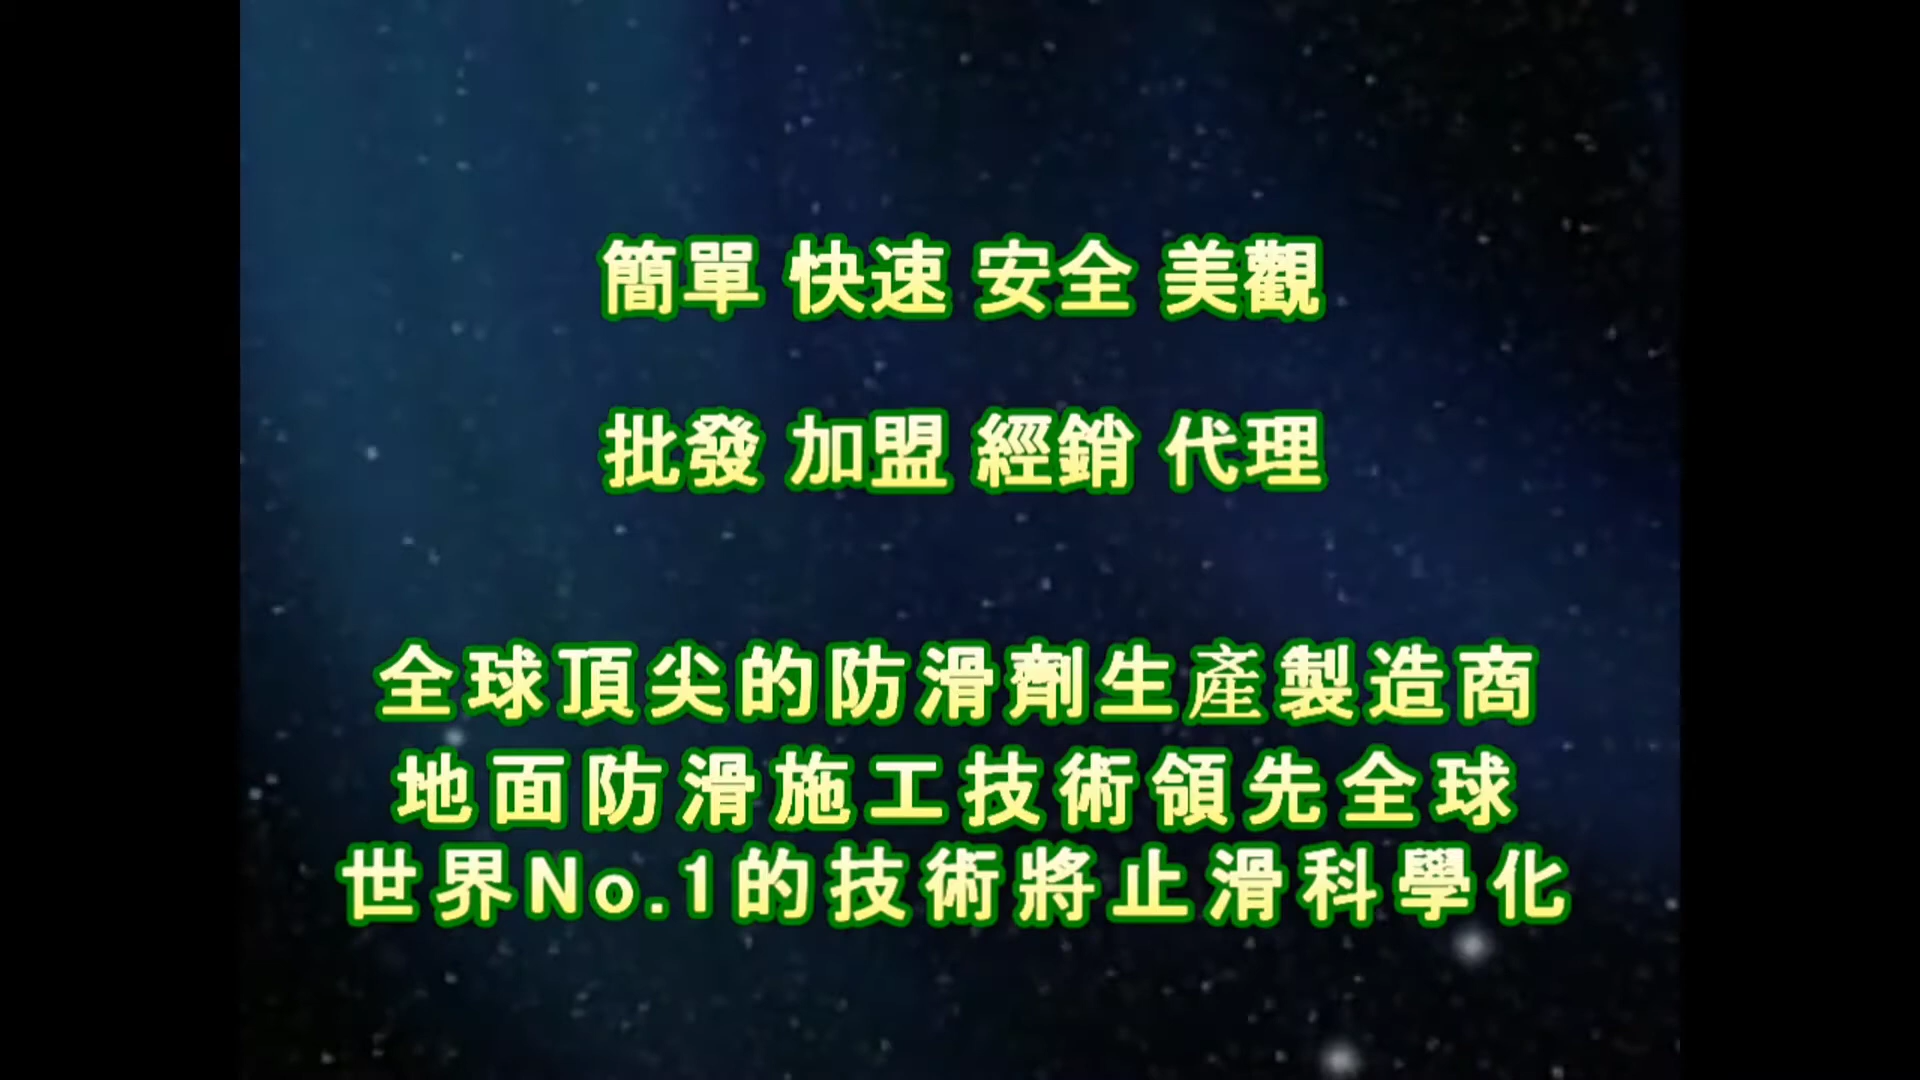 簡單 快速 安全 美觀
批發 加盟 經銷 代理
全球頂尖的防滑劑生產製造商
地面防滑施工技術領先全球
世界No.1的技術將止滑科學化